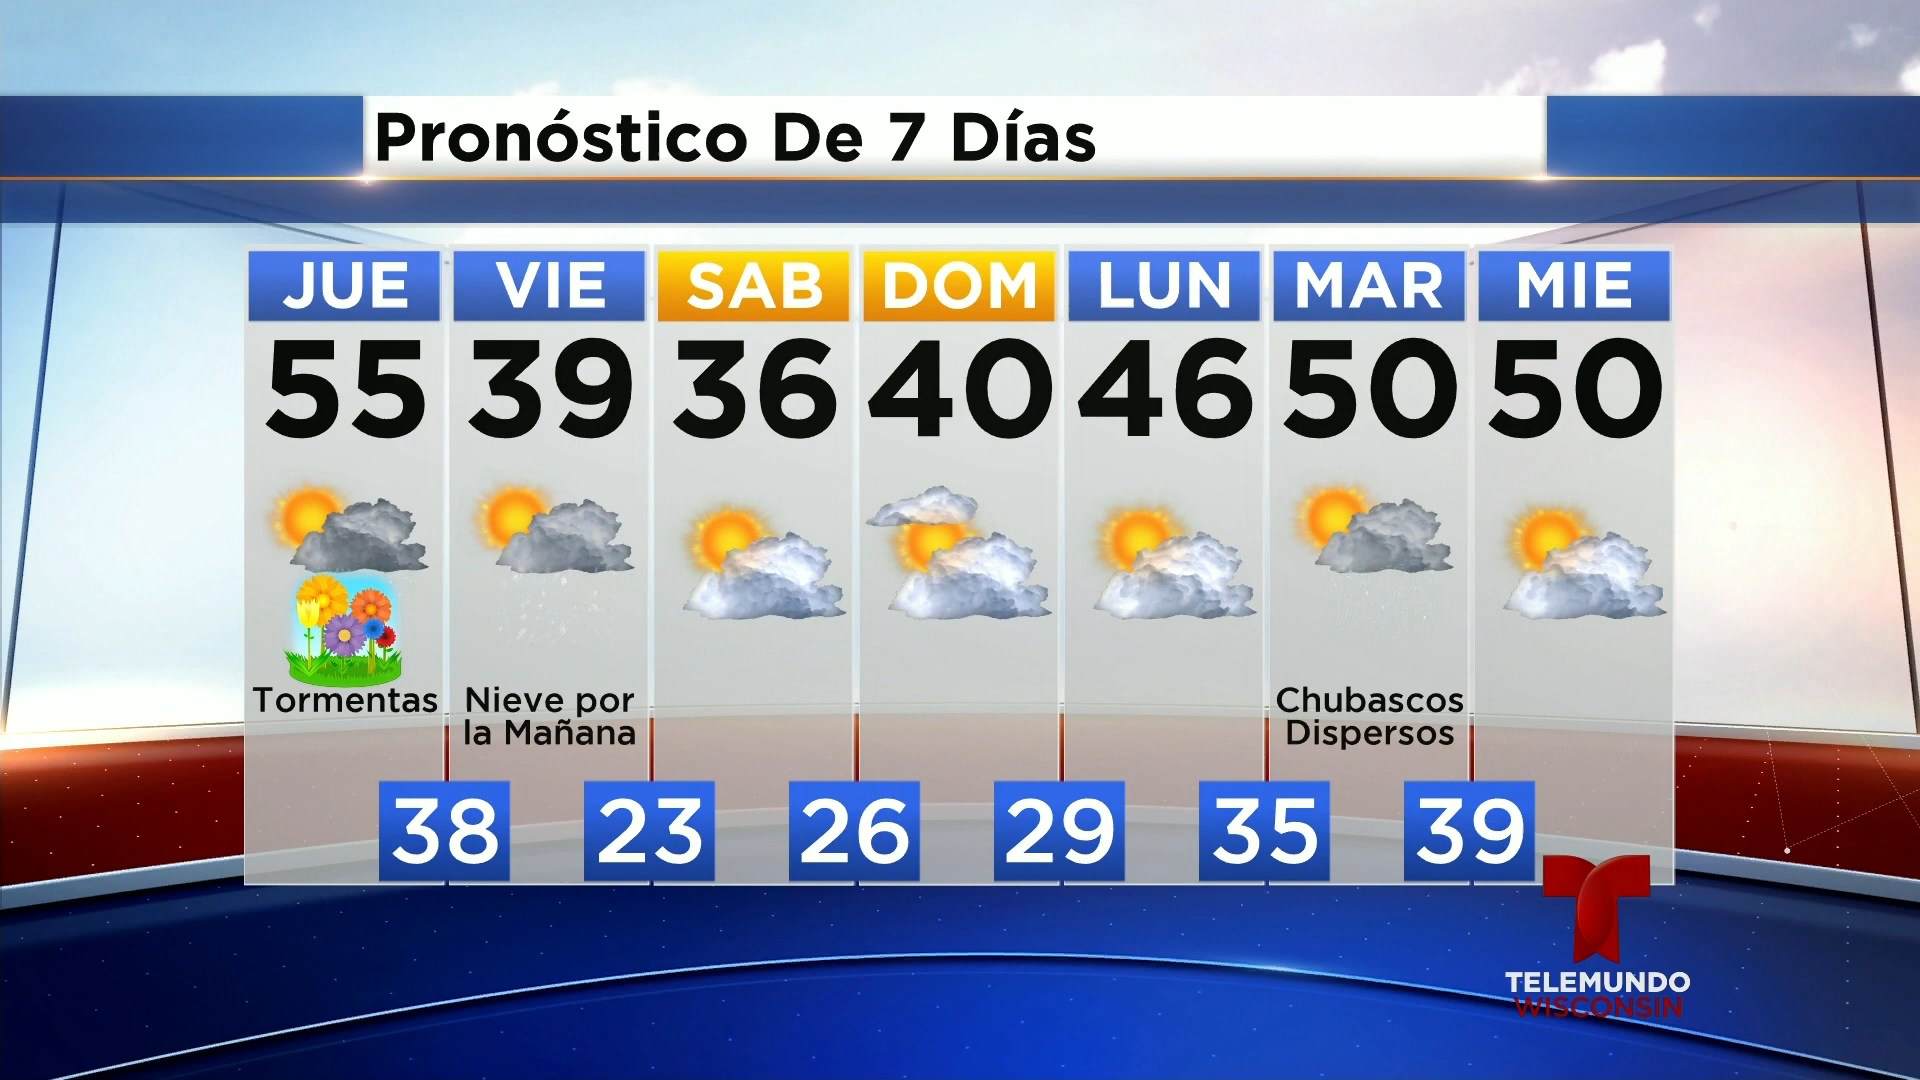 Pronóstico De 7 Días
JUE VIE SAB DOM LUN MAR MIE
55 39 36 40 46 50 50
Tormentas
Nieve por
la Mañana
Chubascos
Dispersos
38 23 26 29 35 39
TELEMUNDO
WISCONSIN